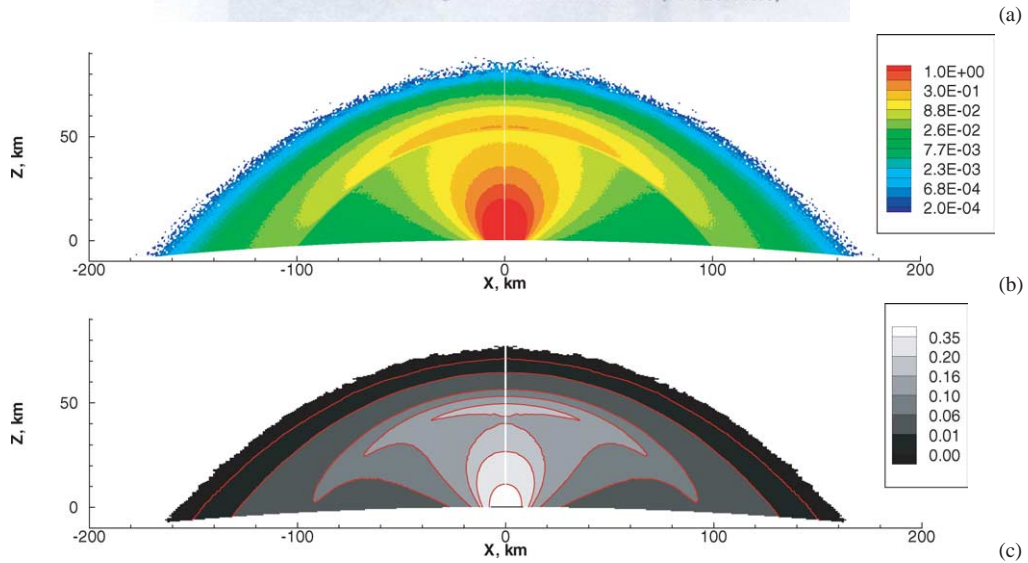 (a)
Z, km
50
0
-200
-100
0
100
200
X, km
1.0E+00
3.0E-01
8.8E-02
2.6E-02
7.7E-03
2.3E-03
6.8E-04
2.0E-04
(b)
Z, km
50
0
-200
-100
0
100
200
X, km
0.35
0.20
0.16
0.10
0.06
0.01
0.00
(c)